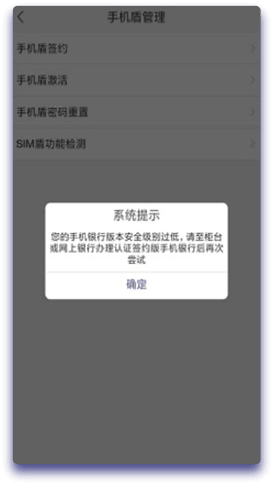 手机盾管理
手机盾签约
手机盾激活
手机盾密码重置
SIM盾功能检测
系统提示
您的手机银行版本安全级别过低，请至柜台
或网上银行办理认证签约版手机银行后再次
尝试
确定